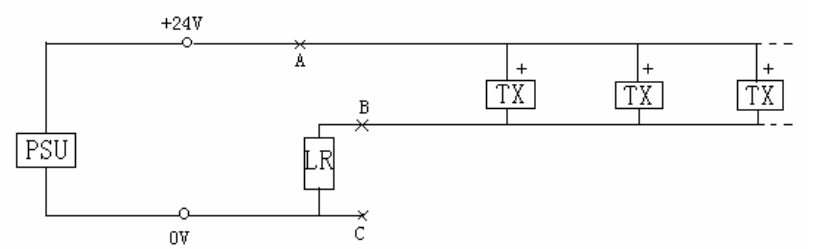 +24V
A
+ + +
TX TX TX
B
PSU
LR
C
0V